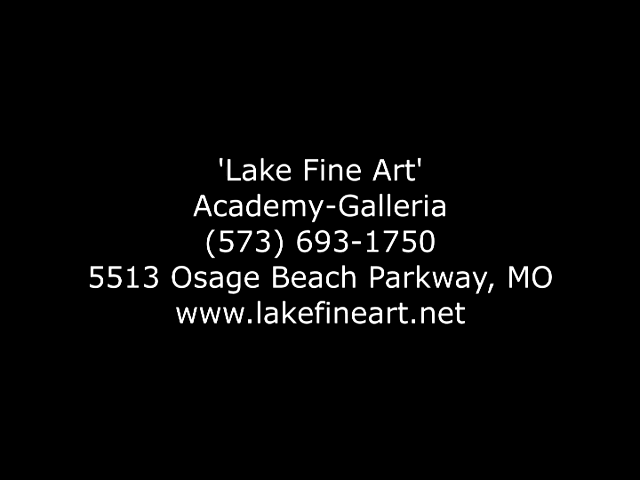 'Lake Fine Art'
Academy-Galleria
(573) 693-1750
5513 Osage Beach Parkway, MO
www.lakefineart.net